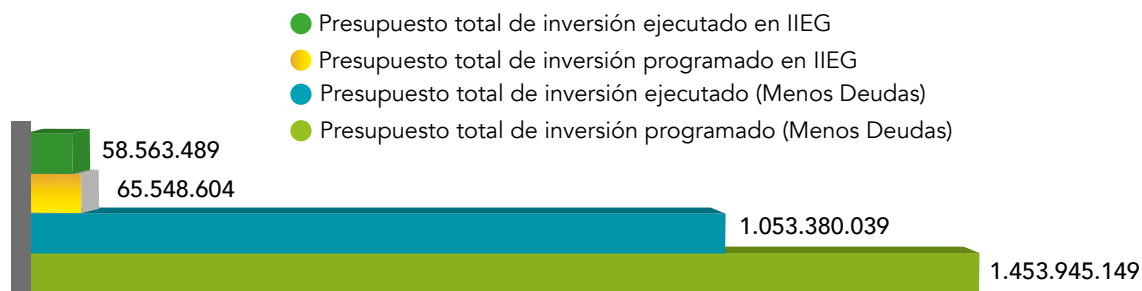 Presupuesto total de inversión ejecutado en IIEG
Presupuesto total de inversión programado en IIEG
Presupuesto total de inversión ejecutado (Menos Deudas)
Presupuesto total de inversión programado (Menos Deudas)
58.563.489
65.548.604
1.053.380.039
1.453.945.149